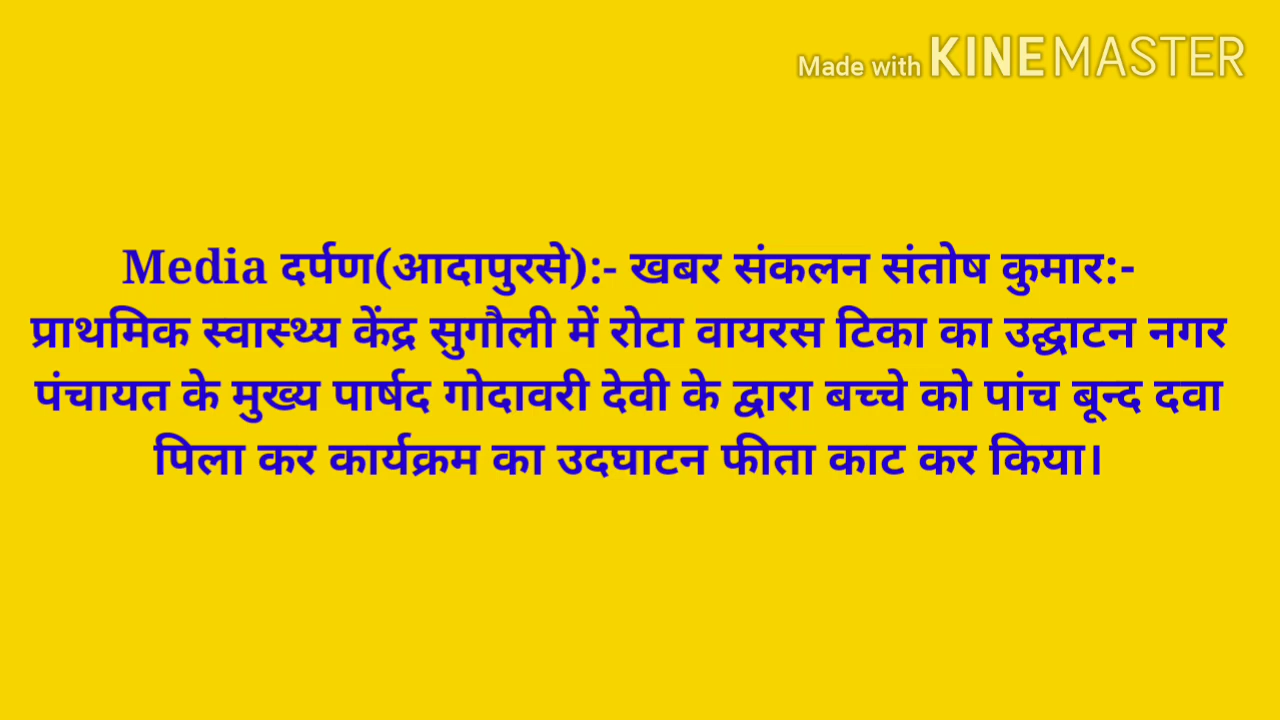 Made with KINEMASTER
Media दर्पण(आदापुरसे):- खबर संकलन संतोष कुमार:-
प्राथमिक स्वास्थ्य केंद्र सुगौली में रोटा वायरस टिका का उद्घाटन नगर
पंचायत के मुख्य पार्षद गोदावरी देवी के द्वारा बच्चे को पांच बून्द दवा
पिला कर कार्यक्रम का उदघाटन फीता काट कर किया।